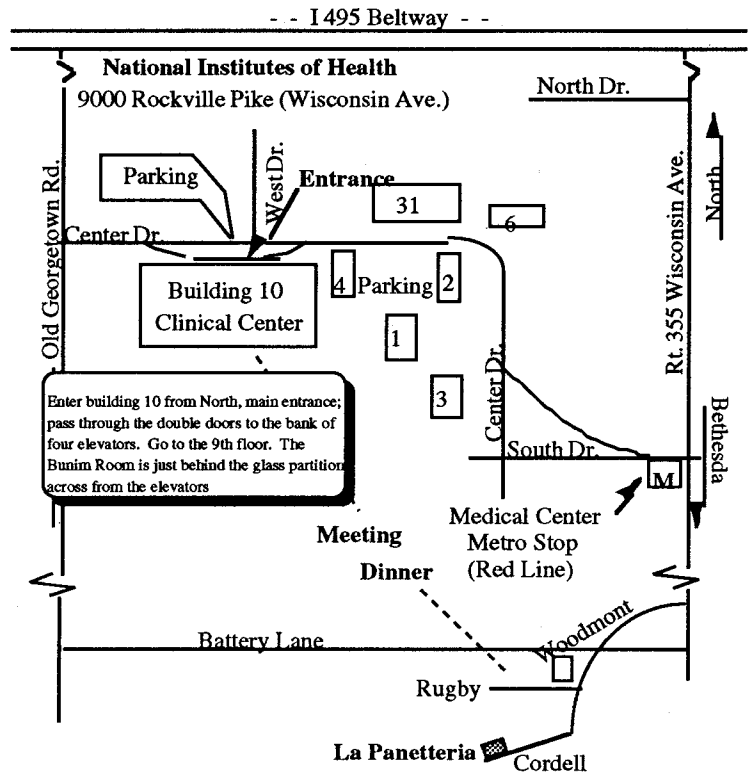 - - I 495 Beltway - -
National Institutes of Health
9000 Rockville Pike (Wisconsin Ave.)
North Dr.
Old Georgetown Rd.
Parking
West Dr.
Entrance
31
6
North
Rt. 355 Wisconsin Ave.
Center Dr.
Building 10
Clinical Center
4
Parking
2
1
3
Center Dr.
Enter building 10 from North, main entrance;
pass through the double doors to the bank of
four elevators. Go to the 9th floor. The
Bunim Room is just behind the glass partition
across from the elevators
South Dr.
M
Bethesda
Medical Center
Metro Stop
(Red Line)
Meeting
Dinner
Battery Lane
Woodmont
Rugby
La Panetteria
Cordell